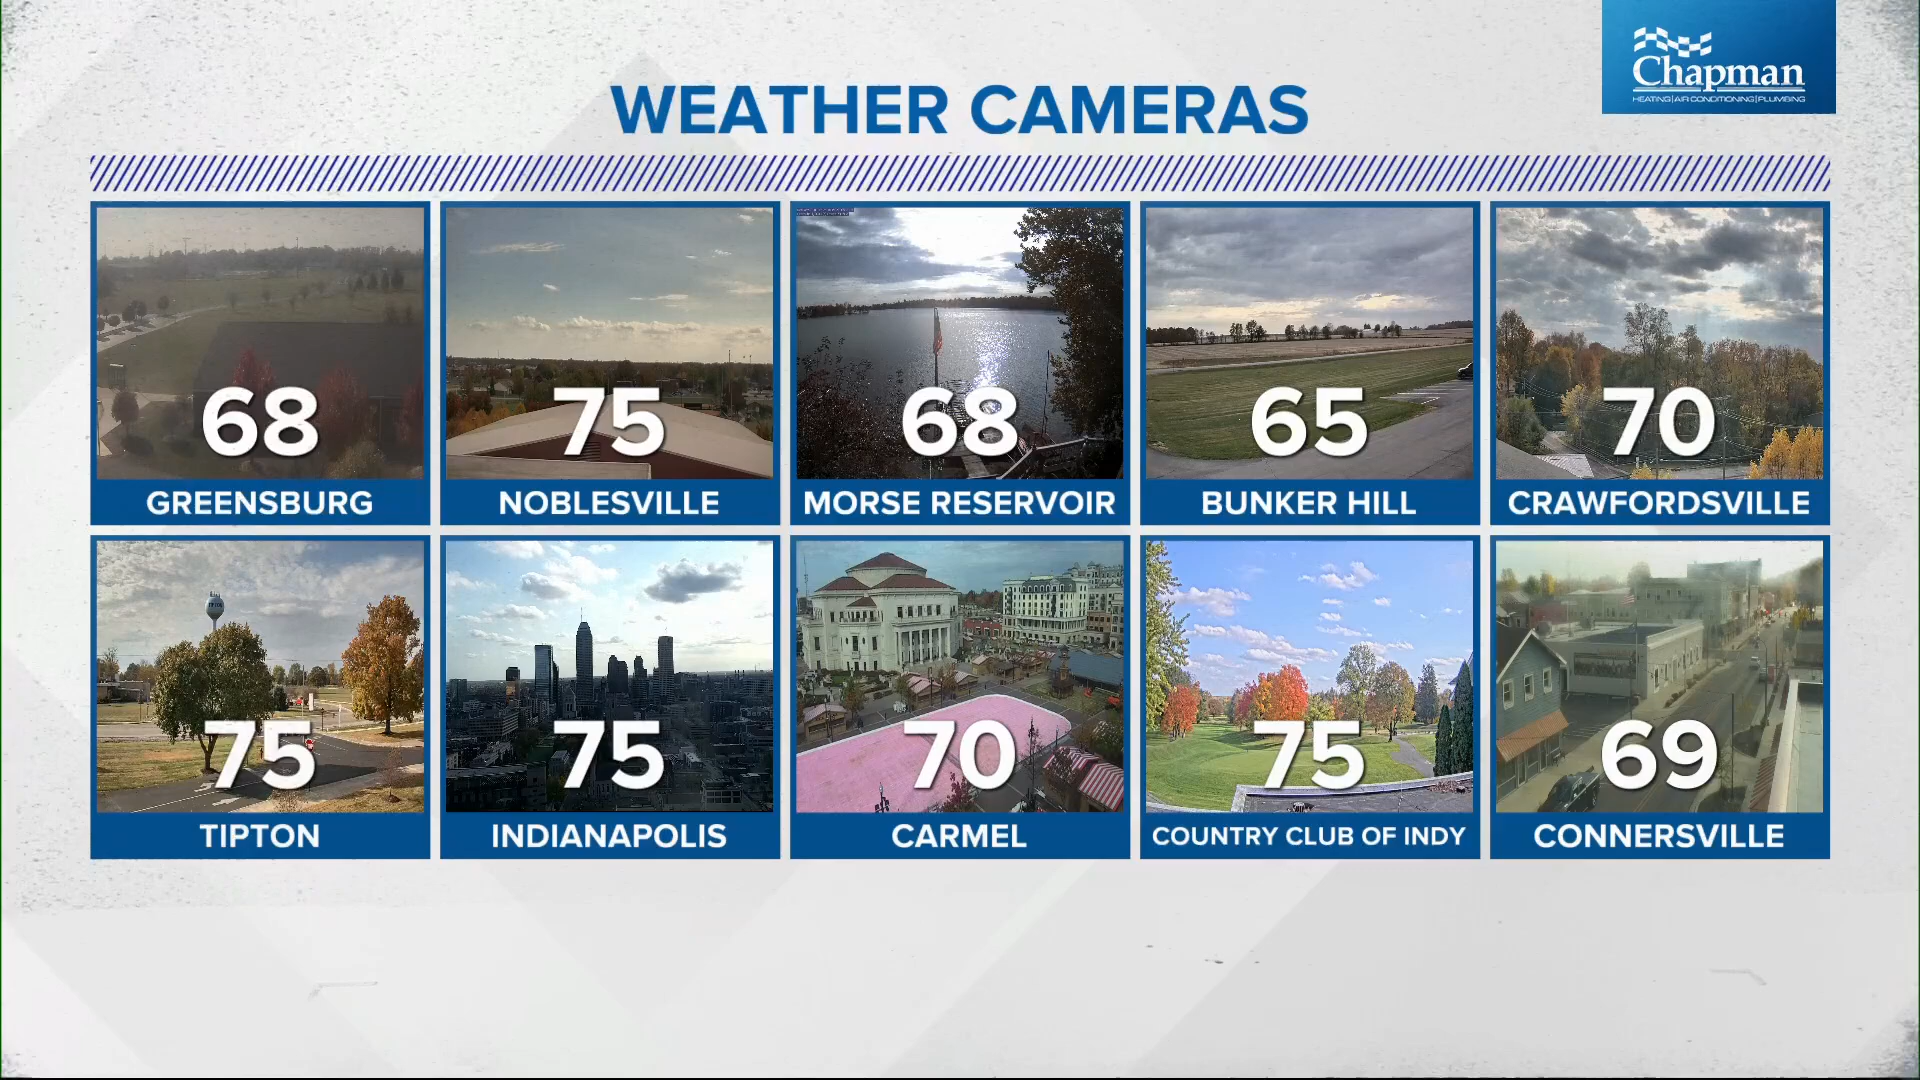 Chapman
HEATING|AIR CONDITIONING|PLUMBING
WEATHER CAMERAS
68
75
68
65
70
GREENSBURG
NOBLESVILLE
MORSE RESERVOIR
BUNKER HILL
CRAWFORDSVILLE
75
75
70
75
69
TIPTON
INDIANAPOLIS
CARMEL
COUNTRY CLUB OF INDY
CONNERSVILLE